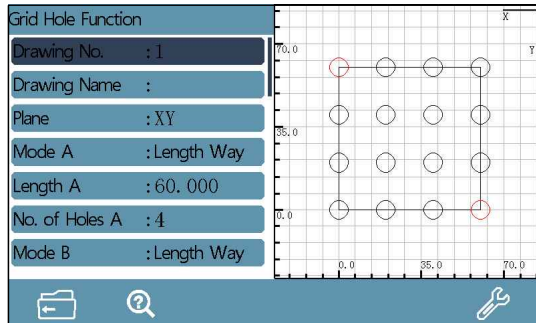 Grid Hole Function
Drawing No. :1
Drawing Name :
Plane :XY
Mode A :Length Way
Length A :60.000
No. of Holes A :4
Mode B :Length Way
X
Y
70.0
35.0
0.0
0.0 35.0 70.0